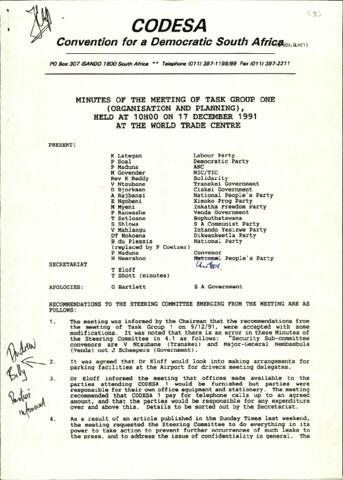 CODESA
Convention for a Democratic South Africa
PO Box 307 ISANDO 1600 South Africa ** Telephone (011) 397-1198/99 Fax (011) 397-2211
MINUTES OF THE MEETING OF TASK GROUP ONE
(ORGANISATION AND PLANNING),
HELD AT 10H00 ON 17 DECEMBER 1991
AT THE WORLD TRADE CENTRE
PRESENT:
K Lategan Labour Party
P Soal Democratic Party
P Maduna ANC
M Govender NIC/TIC
Rev K Reddy Solidarity
V Ntsubane Transkei Government
D Bjorkman Ciskei Government
A Rajbansi National People's Party
E Ngobeni Ximoko Prog Party
M Myeni Inkatha Freedom Party
P Ramashe Venda Government
T Setloane Bophuthatswana
S Shlowa S A Communist Party
V Mahlangu Intando Yesizwe Party
DT Mokoena Dikwankwetla Party
B du Plessis National Party
(replaced by P Coetzer)
P Maduna Convenor
H Neerahoo National People's Party
SECRETARIAT
T Eloff
T Shott (minutes)
APOLOGIES: G Bartlett S A Government
RECOMMENDATIONS TO THE STEERING COMMITTEE EMERGING FROM THE MEETING ARE AS
FOLLOWS:
1. The meeting was informed by the Chairman that the recommendations from
the meeting of Task Group 1 on 9/12/91, were accepted with some
modifications. It was noted that there is an error in these Minutes of
the Steering Committee in 4.1 as follows: "Security Sub-committee
convenors are V Ntsubane (Transkei) and Major-General Nembambula
(Venda) not J Scheepers (Government).
2. It was agreed that Dr Eloff would look into making arrangements for
parking facilities at the Airport for drivers meeting delegates.
3. Dr Eloff informed the meeting that offices made available to the
parties attending CODESA 1 would be furnished but parties were
responsible for their own office equipment and stationery. The meeting
recommended that CODESA 1 pay for telephone calls up to an agreed
amount, and that the parties would be responsible for any expenditure
over and above this. Details to be sorted out by the Secretariat.
4. As a result of an article published in the Sunday Times last weekend,
the meeting requested the Steering Committee to do everything in its
power to take action to prevent further occurrences of such leaks to
the press, and to address the issue of confidentiality in general. The